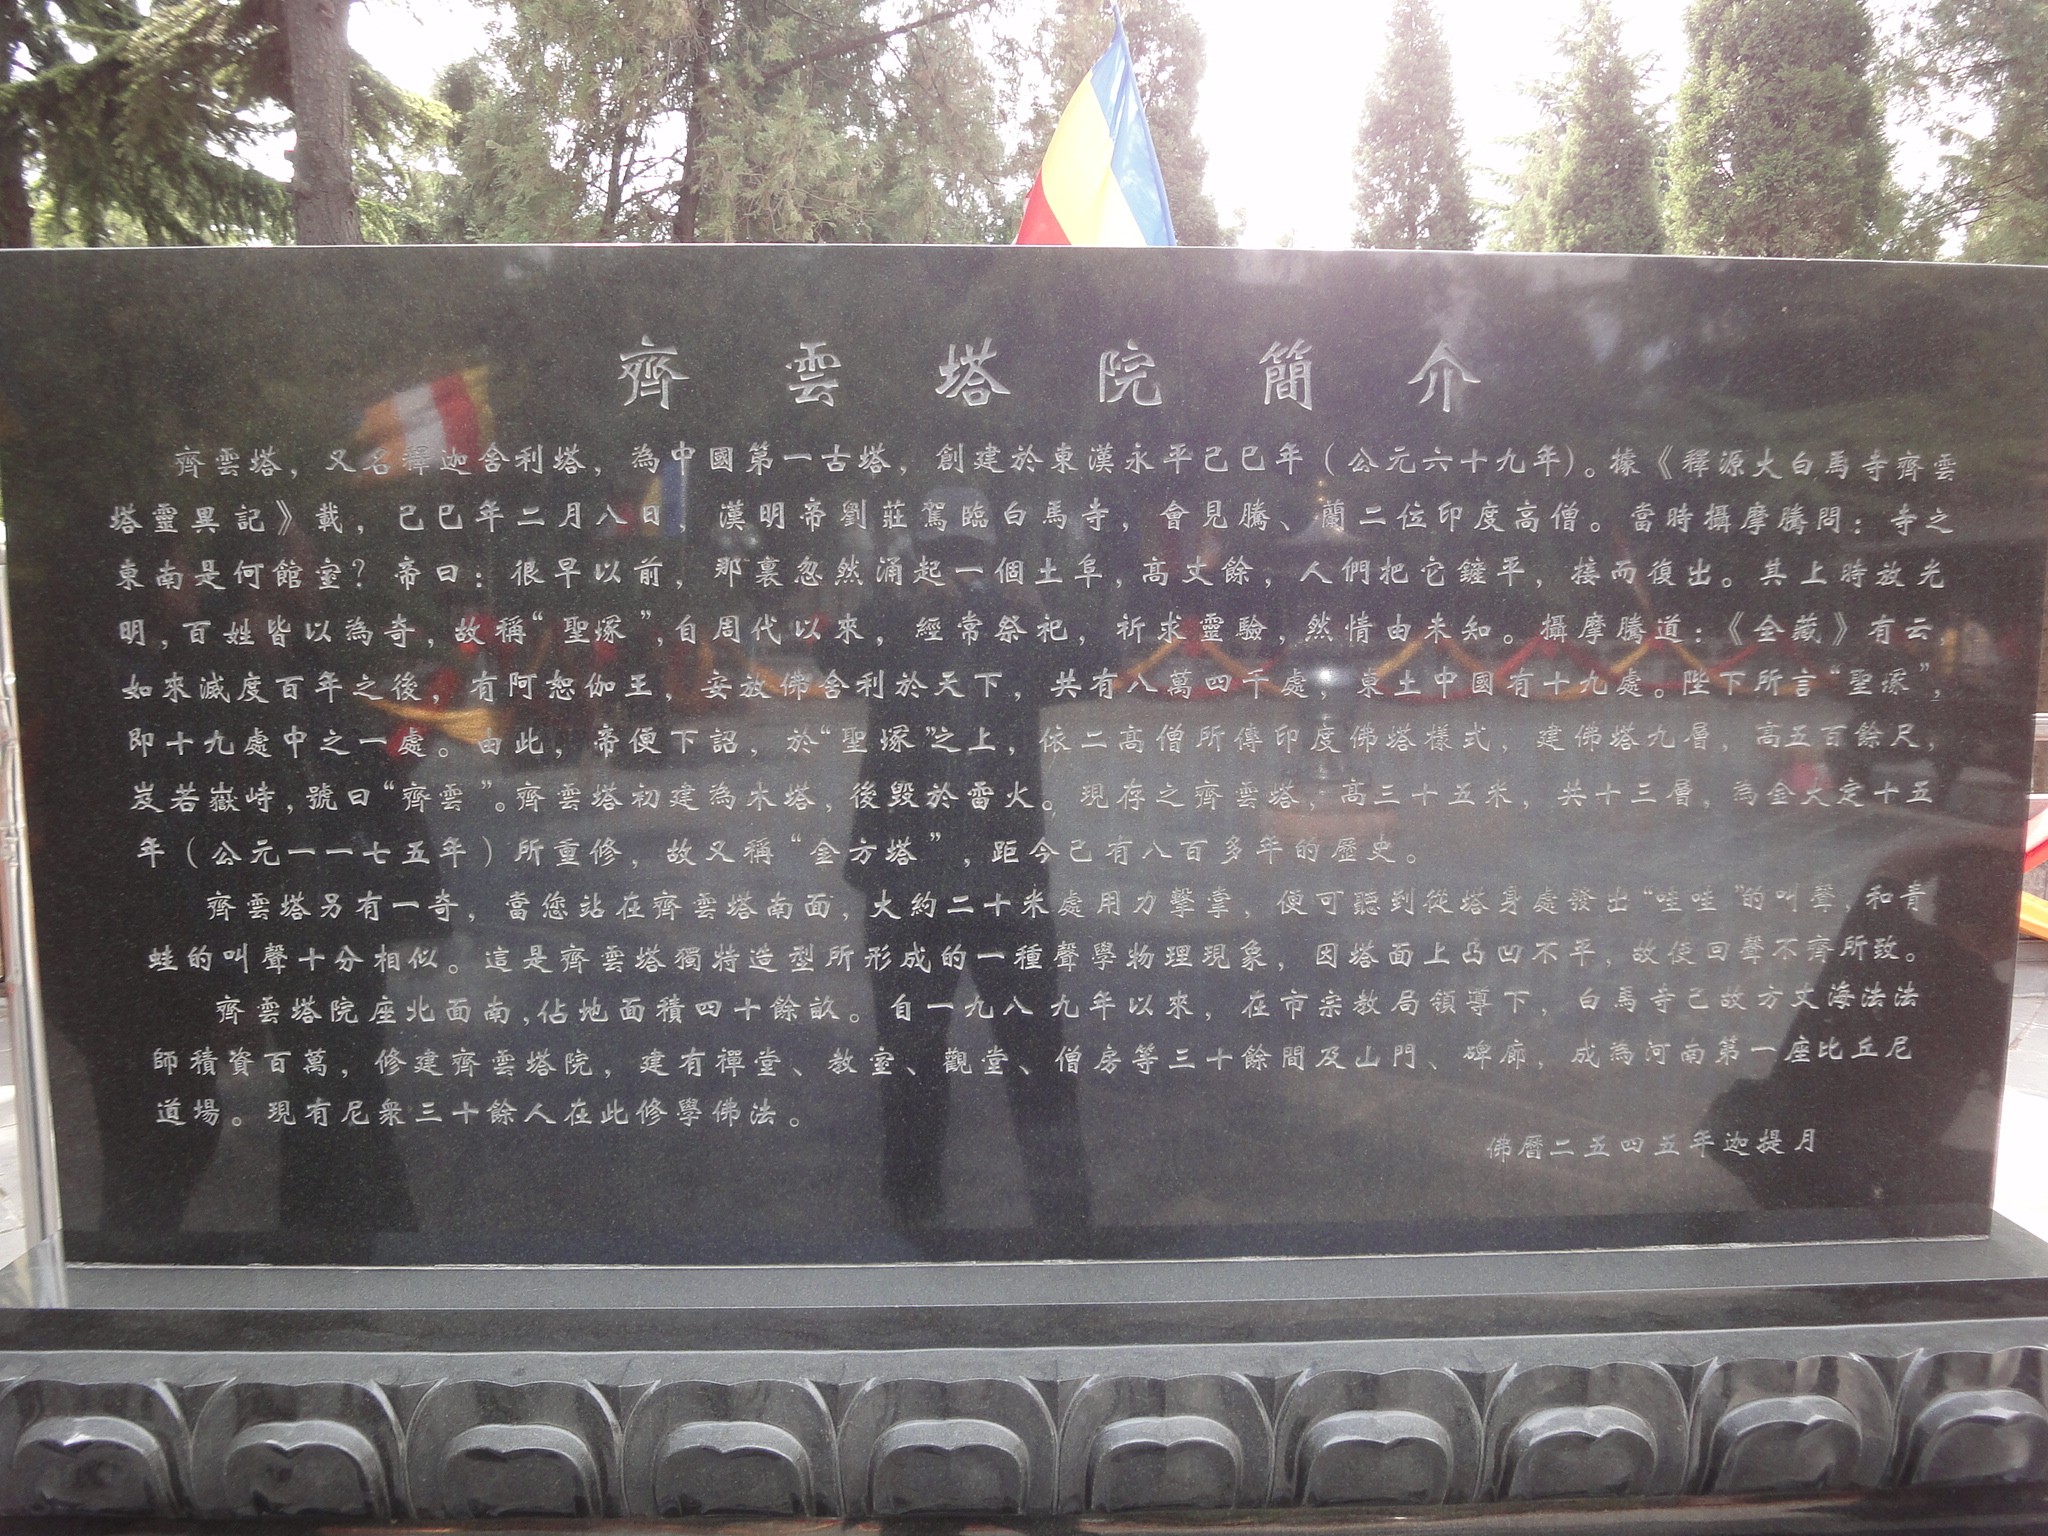 齊雲塔院簡介
齊雲塔，又名釋迦舍利塔，為中國第一古塔，創建於東漢永平己巳年（公元六十九年）。據《釋源大白馬寺齊雲
塔靈異記》載，己巳年二月八日，漢明帝劉莊駕臨白馬寺，會見騰、蘭二位印度高僧。當時攝摩騰問：寺之
東南是何館室？帝曰：很早以前，那裏忽然涌起一個土阜，高丈餘，人們把它鏟平，接而復出。其上時放光
明，百姓皆以為奇，故稱“聖塚”，自周代以來，經常祭祀，祈求靈驗，然情由未知。攝摩騰道：《全藏》有云，
如來滅度百年之後，有阿恕伽王，安放佛舍利於天下，共有八萬四千處，東土中國有十九處。陛下所言“聖塚”，
即十九處中之一處。由此，帝便下詔，於“聖塚”之上，依二高僧所傳印度佛塔樣式，建佛塔九層，高五百餘尺，
岌若嶽峙，號曰“齊雲”。齊雲塔初建為木塔，後毀於雷火。現存之齊雲塔，高三十五米，共十三層，為金大定十五
年（公元一一七五年）所重修，故又稱“金方塔”，距今已有八百多年的歷史。
齊雲塔另有一奇，當您站在齊雲塔南面，大約二十米處用力擊掌，便可聽到從塔身處發出“哇哇”的叫聲，和青
蛙的叫聲十分相似。這是齊雲塔獨特造型所形成的一種聲學物理現象，因塔面上凸凹不平，故使回聲不齊所致。
齊雲塔院座北面南，佔地面積四十餘畝。自一九八九年以來，在市宗教局領導下，白馬寺已故方丈海法法
師積資百萬，修建齊雲塔院，建有禪堂、教室、觀堂、僧房等三十餘間及山門、碑廊，成為河南第一座比丘尼
道場。現有尼衆三十餘人在此修學佛法。
佛曆二五四五年迦提月